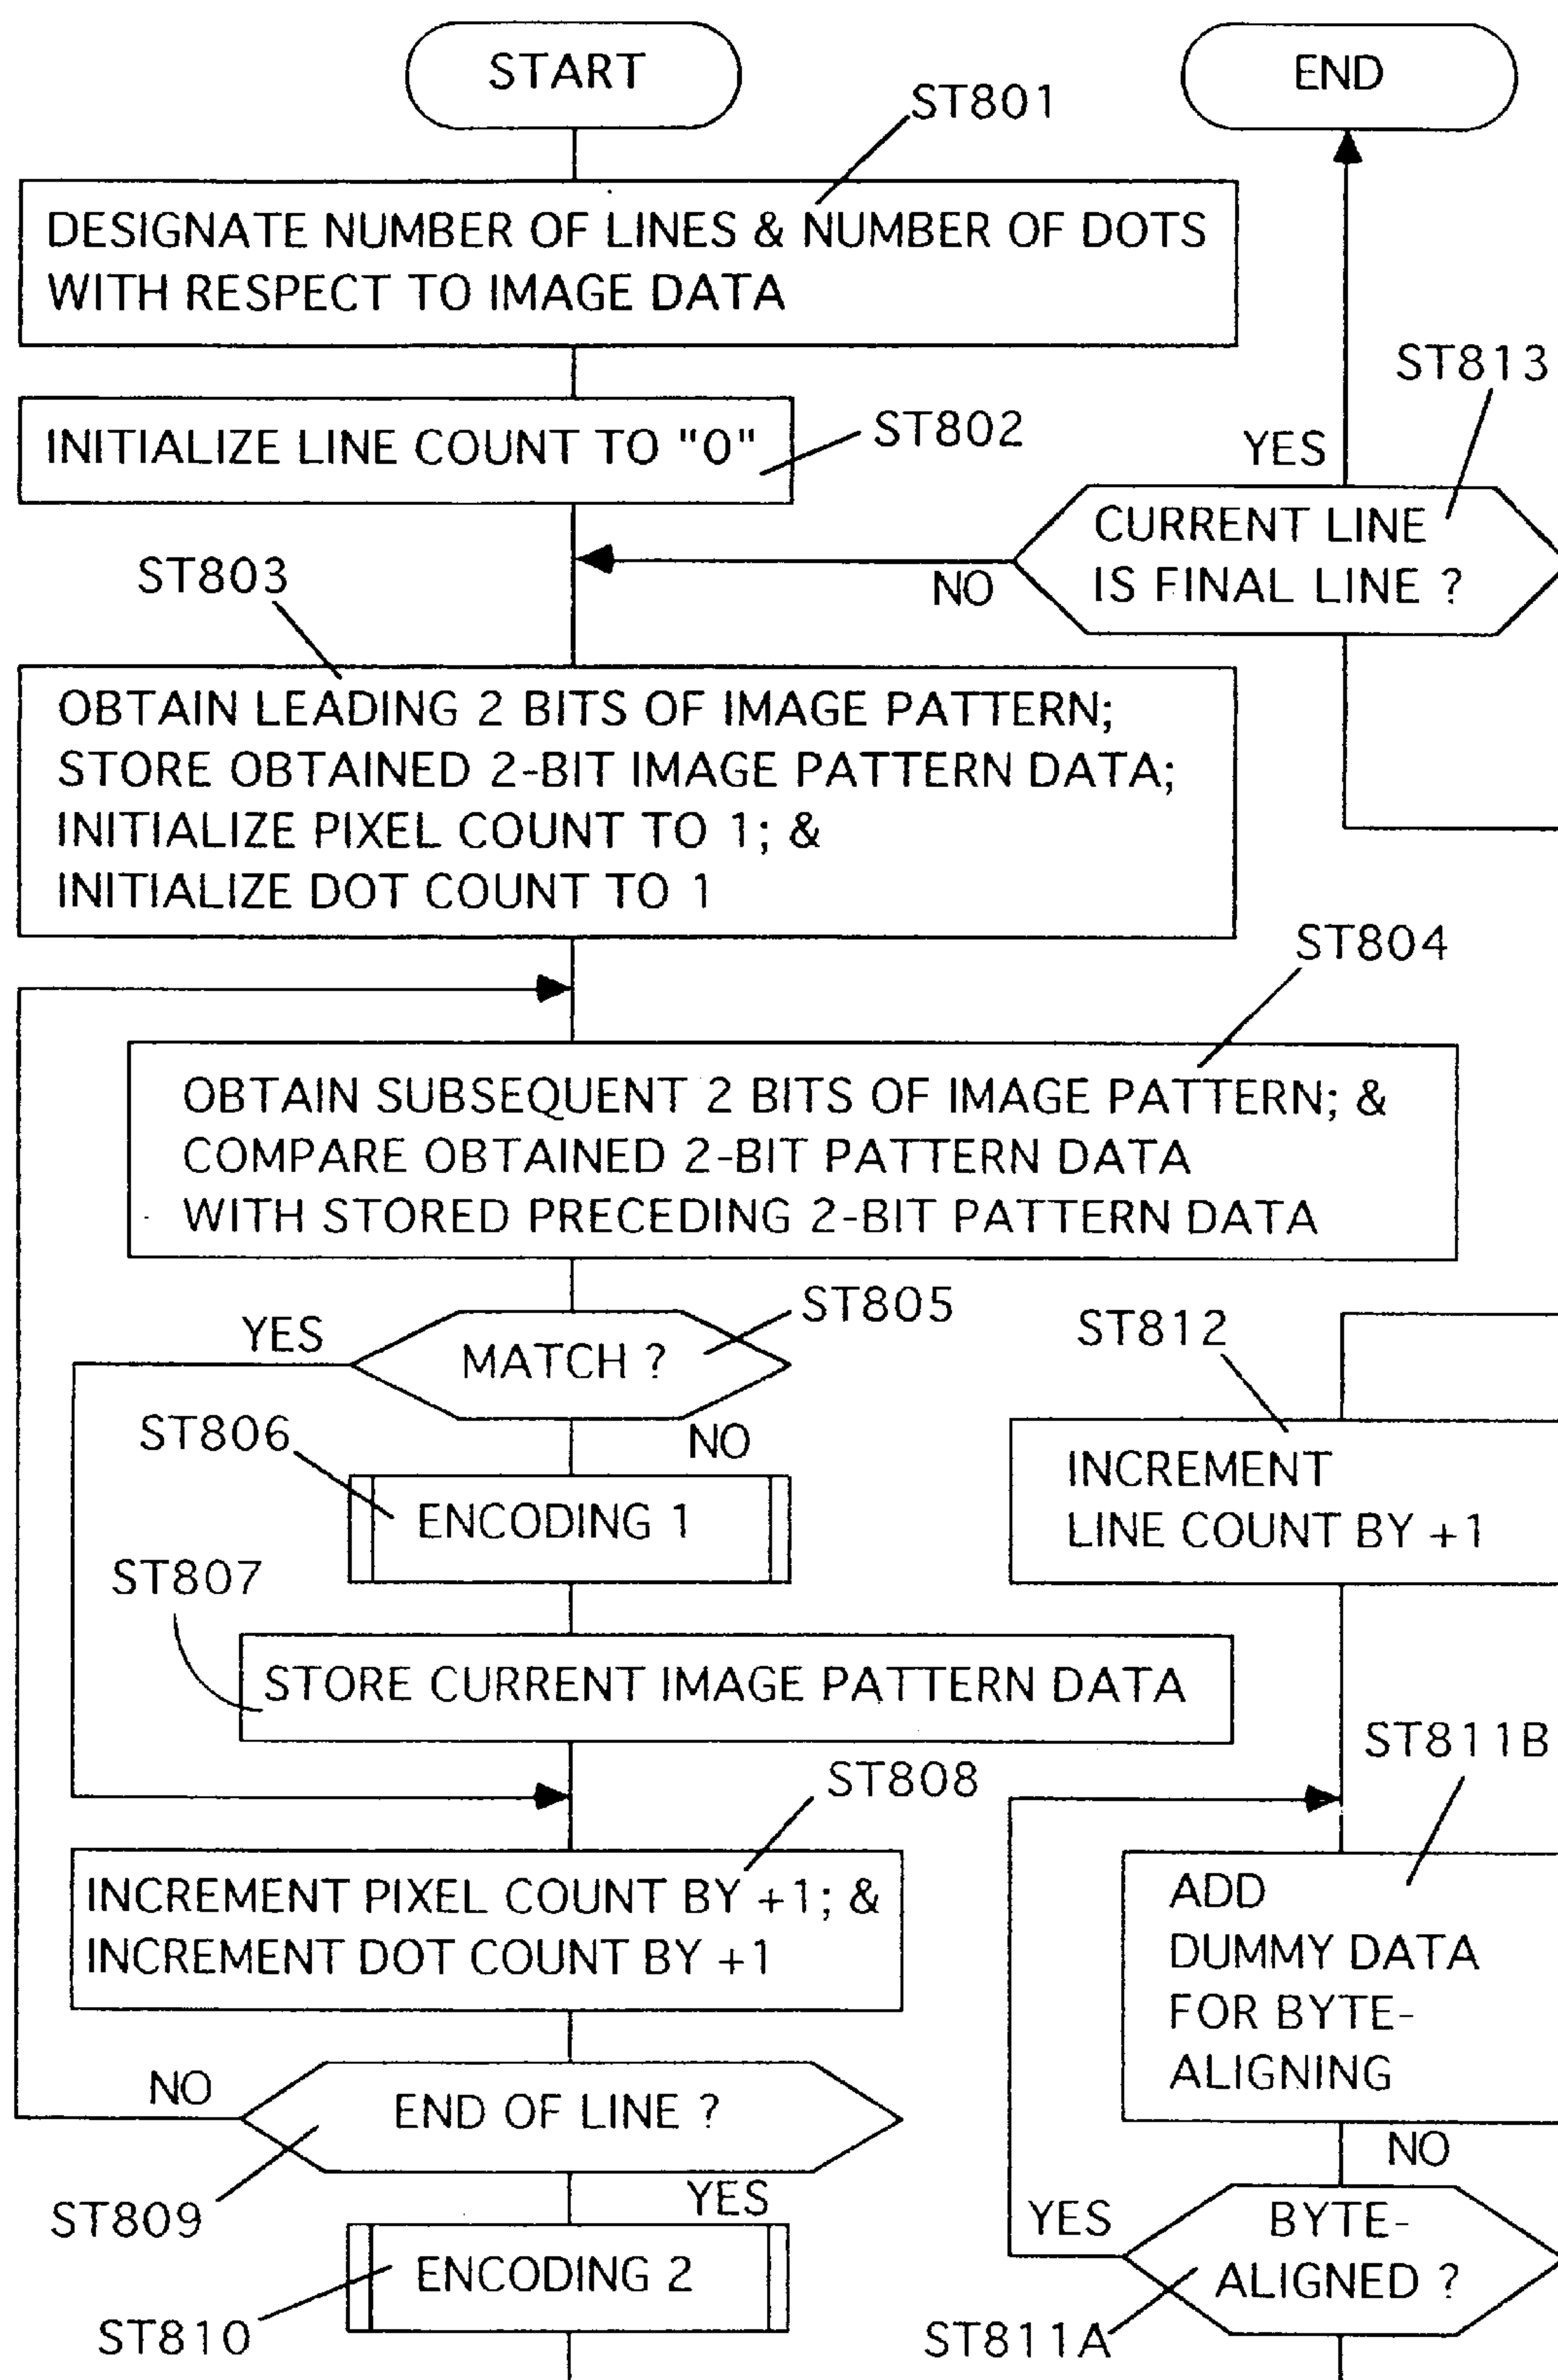 START
ST801
DESIGNATE NUMBER OF LINES & NUMBER OF DOTS
WITH RESPECT TO IMAGE DATA
INITIALIZE LINE COUNT TO "0"
ST802
ST803
OBTAIN LEADING 2 BITS OF IMAGE PATTERN;
STORE OBTAINED 2-BIT IMAGE PATTERN DATA;
INITIALIZE PIXEL COUNT TO 1; &
INITIALIZE DOT COUNT TO 1
ST804
OBTAIN SUBSEQUENT 2 BITS OF IMAGE PATTERN; &
COMPARE OBTAINED 2-BIT PATTERN DATA
WITH STORED PRECEDING 2-BIT PATTERN DATA
ST805
YES
MATCH ?
NO
ST806
ENCODING 1
ST807
STORE CURRENT IMAGE PATTERN DATA
ST808
INCREMENT PIXEL COUNT BY +1; &
INCREMENT DOT COUNT BY +1
NO
END OF LINE ?
ST809
YES
ENCODING 2
ST810
END
ST813
YES
CURRENT LINE
IS FINAL LINE ?
NO
ST812
INCREMENT
LINE COUNT BY +1
ST811B
ADD
DUMMY DATA
FOR BYTE-
ALIGNING
NO
YES
BYTE-
ALIGNED ?
ST811A